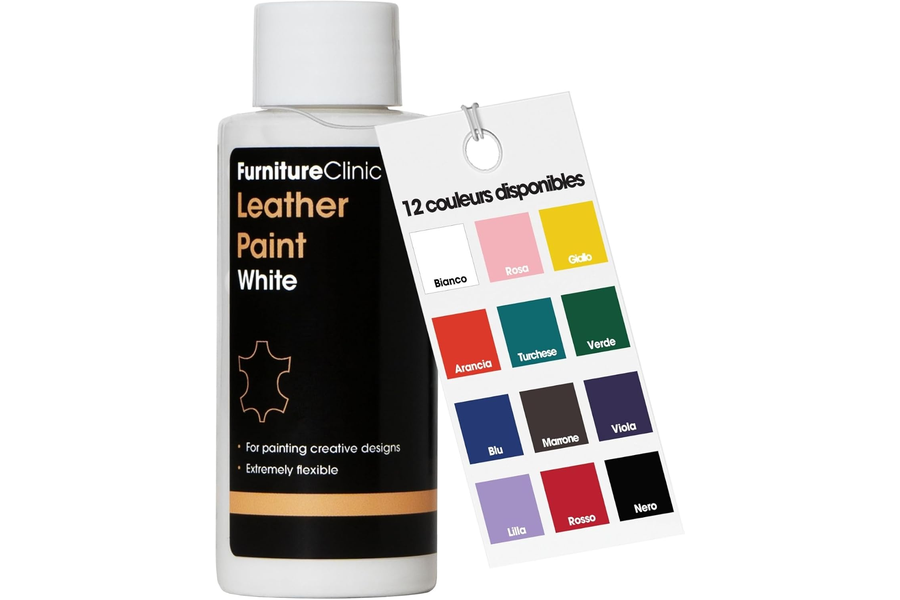 FurnitureClinic
Leather
Paint
White
• For painting creative designs
• Extremely flexible
12 couleurs disponibles
Bianco
Rosa
Giallo
Arancia
Turchese
Verde
Blu
Marrone
Viola
Lilla
Rosso
Nero